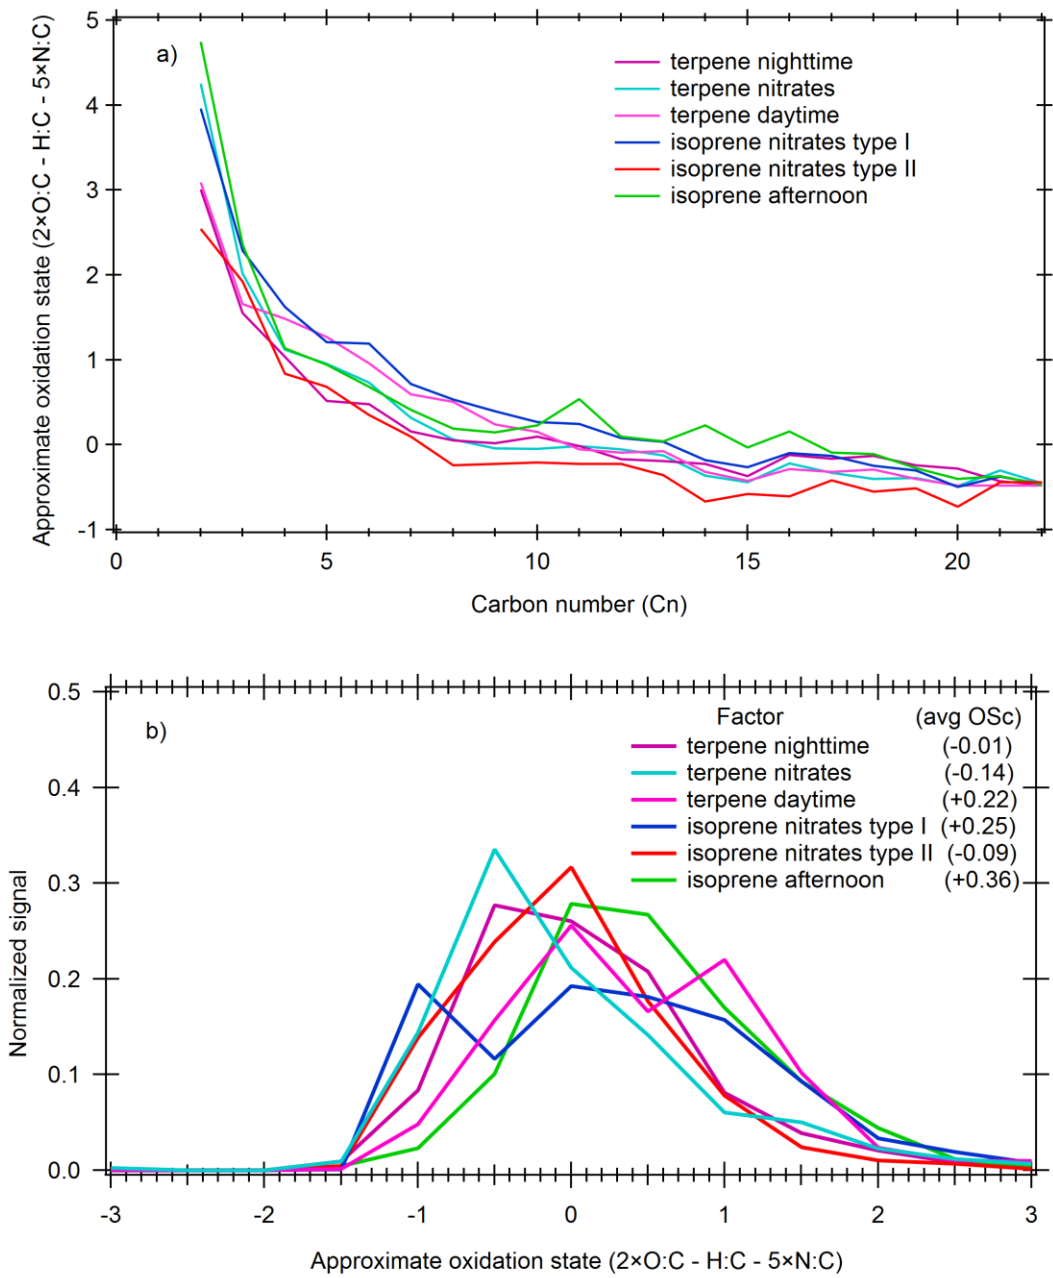 a)
terpene nighttime
terpene nitrates
terpene daytime
isoprene nitrates type I
isoprene nitrates type II
isoprene afternoon
5
4
3
2
1
0
-1
Approximate oxidation state (2×O:C - H:C - 5×N:C)
0 5 10 15 20
Carbon number (Cn)
b)
Factor (avg OSc)
terpene nighttime (-0.01)
terpene nitrates (-0.14)
terpene daytime (+0.22)
isoprene nitrates type I (+0.25)
isoprene nitrates type II (-0.09)
isoprene afternoon (+0.36)
0.5
0.4
0.3
0.2
0.1
0.0
Normalized signal
-3 -2 -1 0 1 2 3
Approximate oxidation state (2×O:C - H:C - 5×N:C)